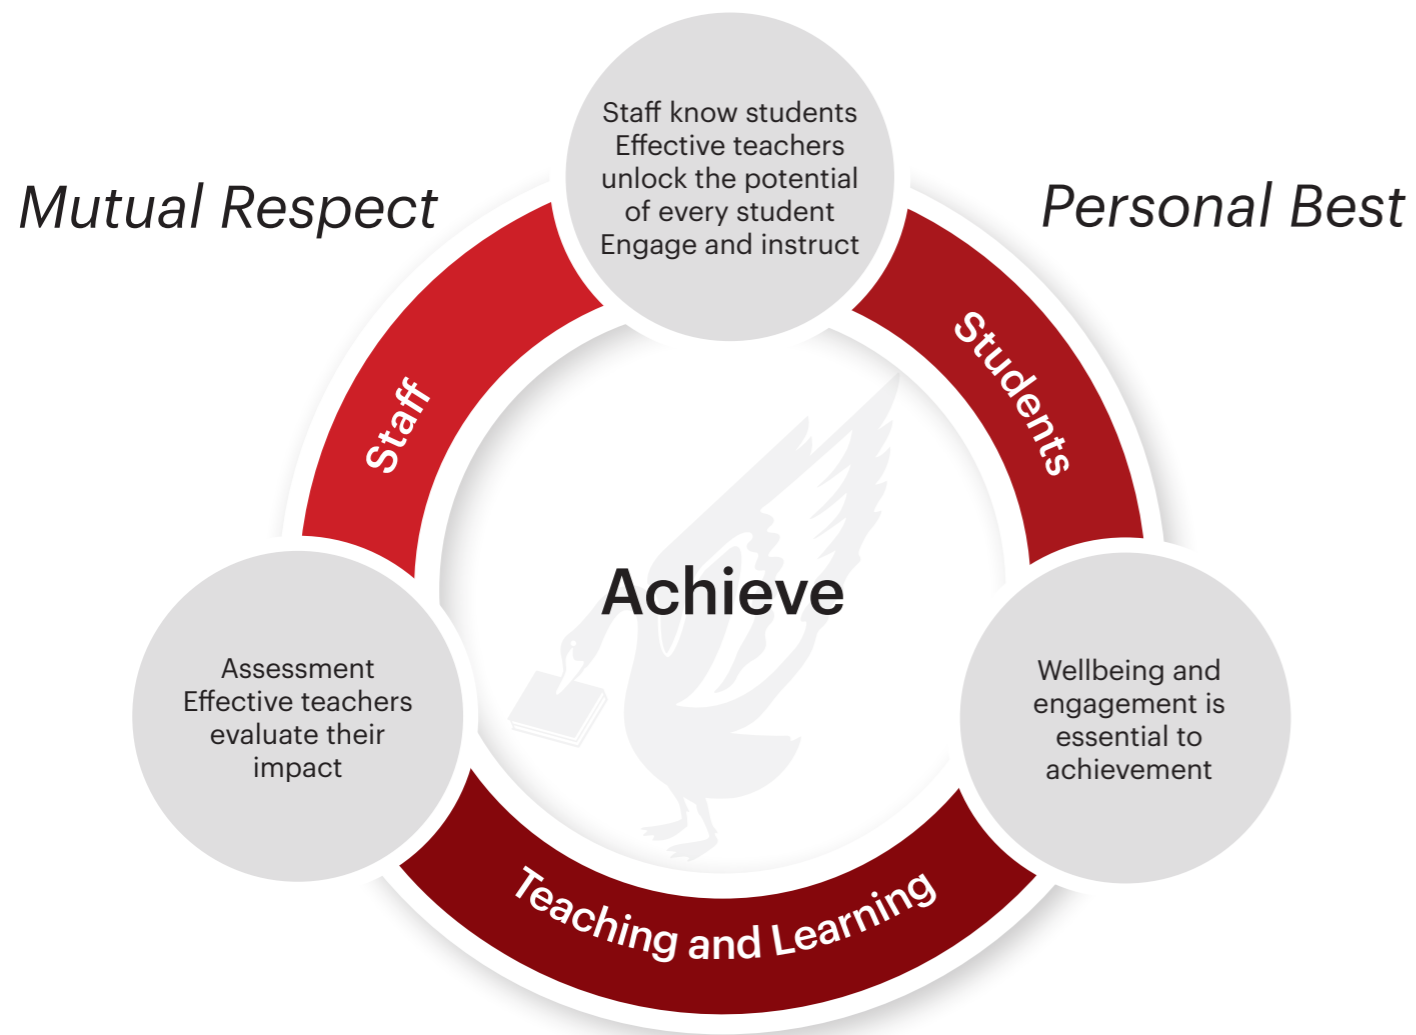 Staff know students
Effective teachers
unlock the potential
of every student
Engage and instruct
Mutual Respect
Personal Best
Staff
Students
Achieve
Assessment
Effective teachers
evaluate their
impact
Wellbeing and
engagement is
essential to
achievement
Teaching and Learning